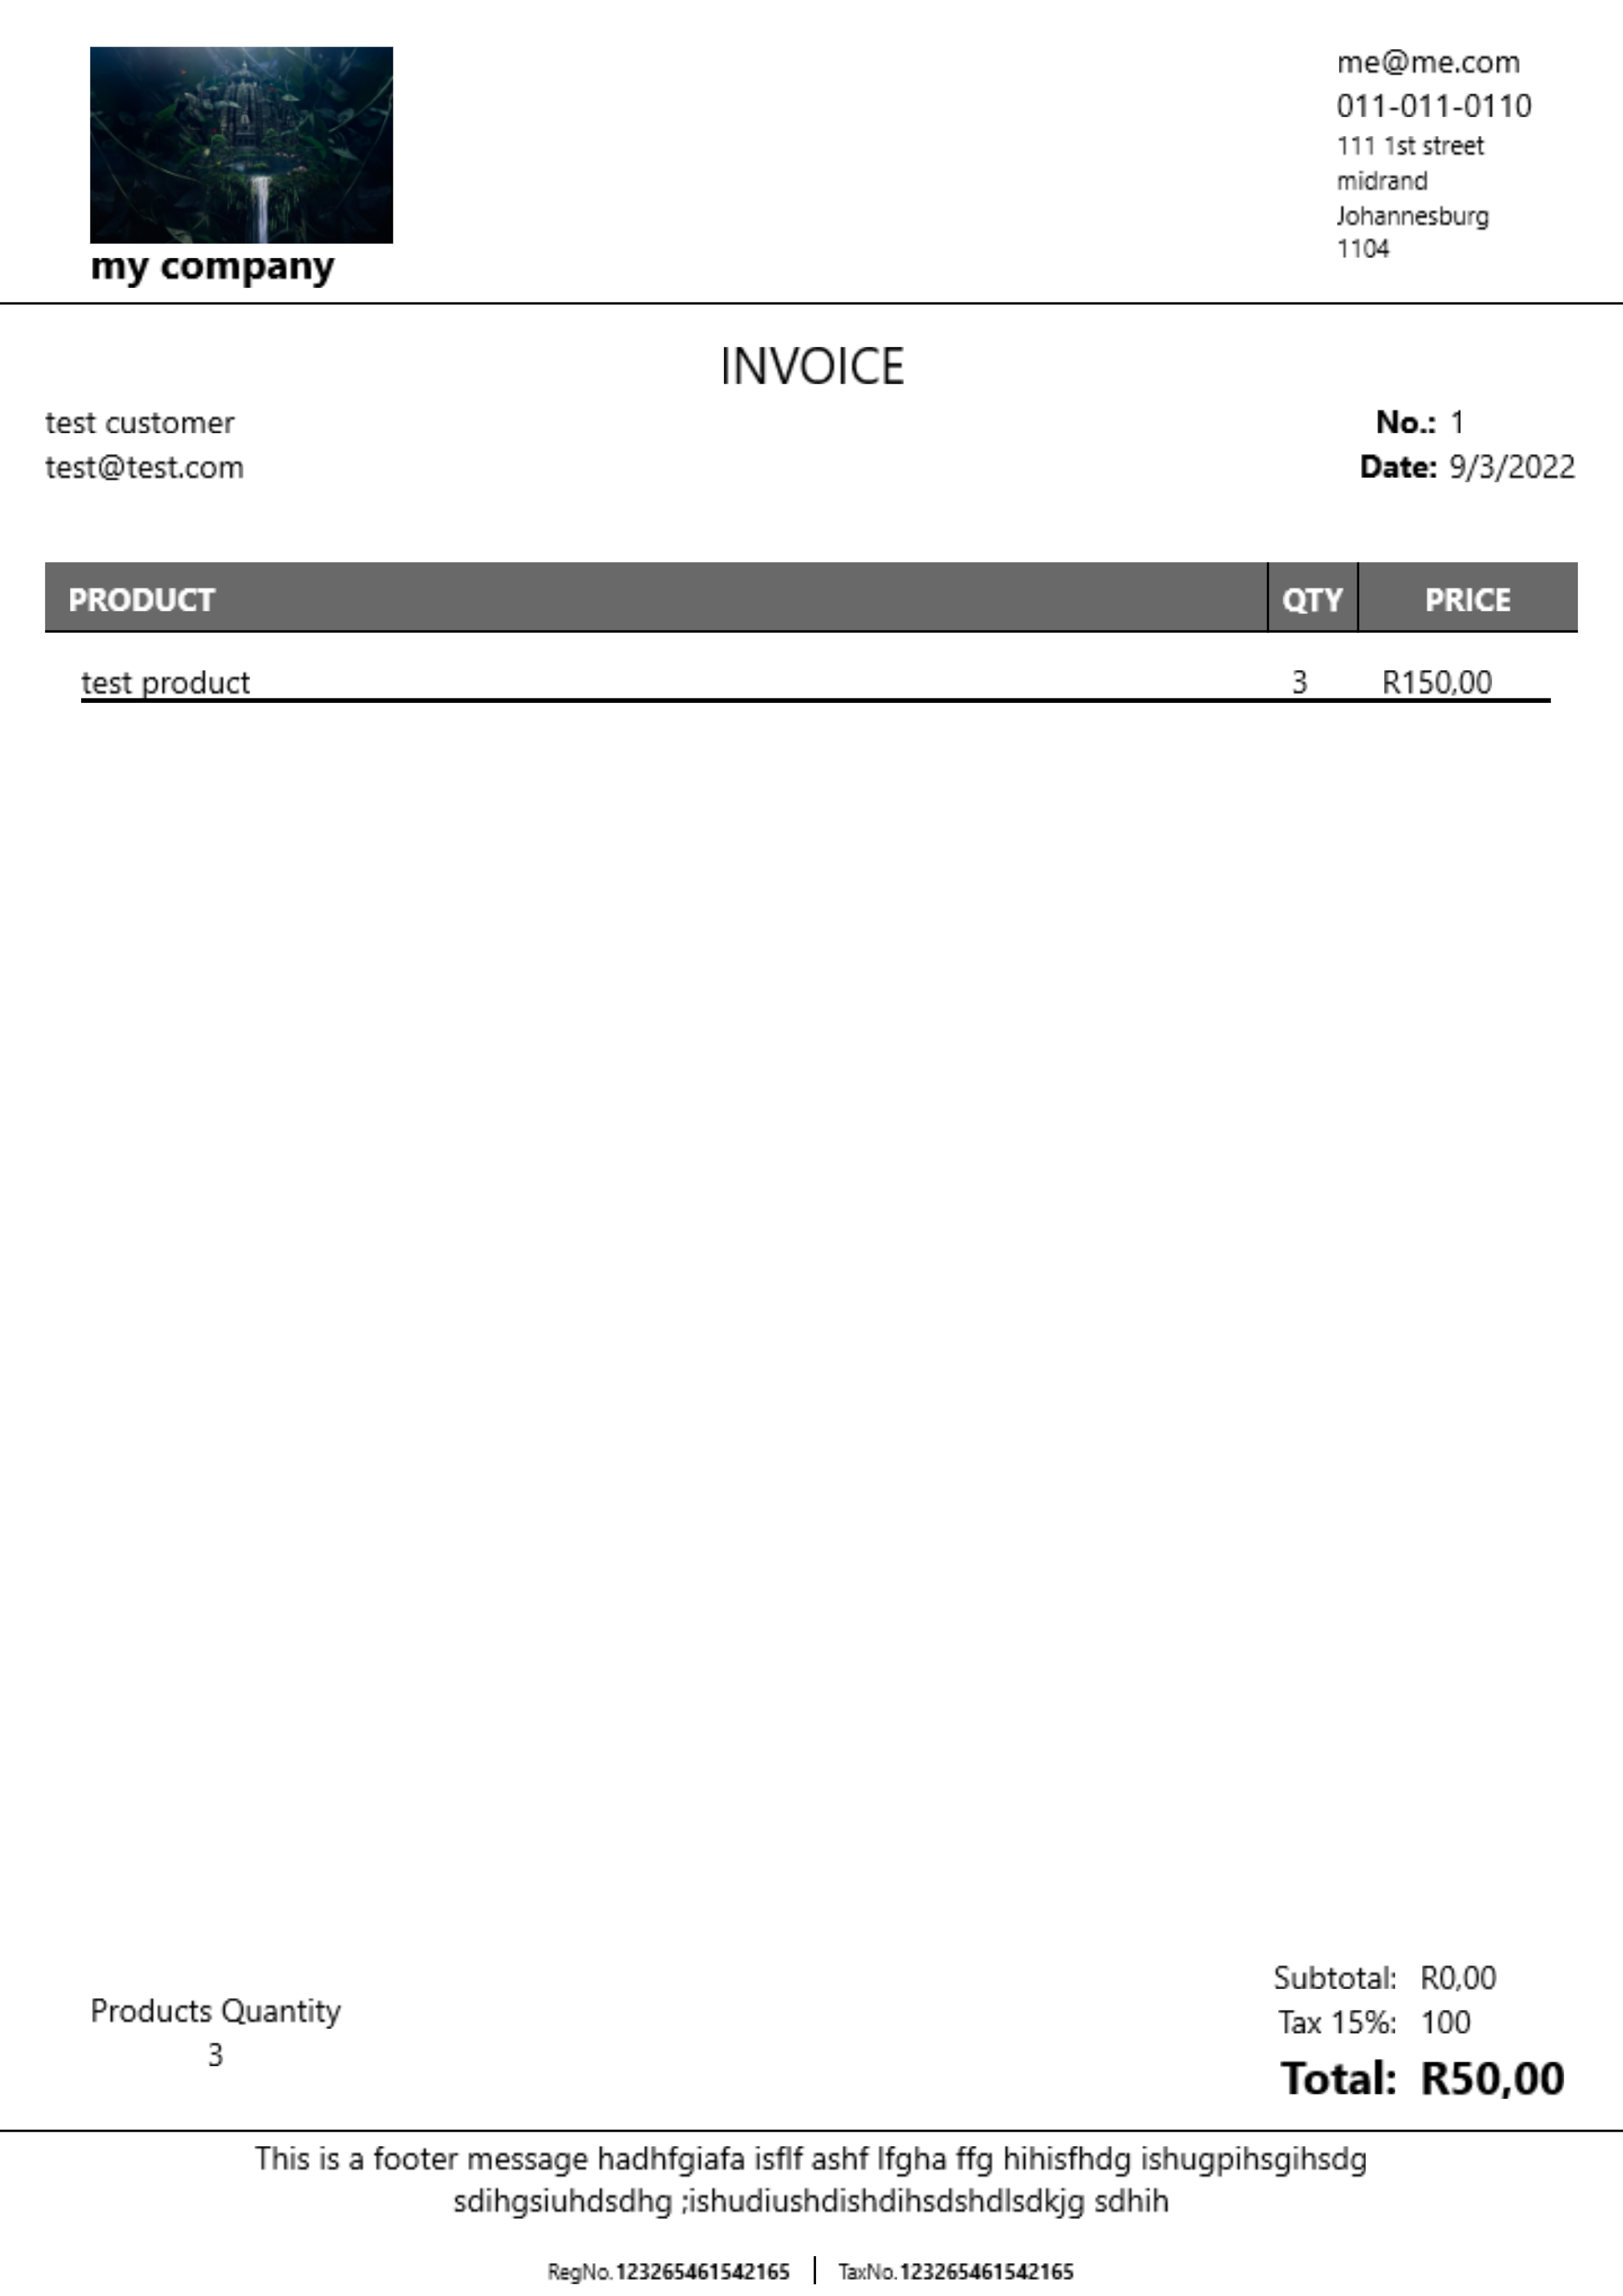 me@me.com
011-011-0110
111 1st street
midrand
Johannesburg
1104
my company
INVOICE
test customer
No.: 1
test@test.com
Date: 9/3/2022
PRODUCT QTY PRICE
test product 3 R150,00
Subtotal: R0,00
Products Quantity
Tax 15%: 100
3
Total: R50,00
This is a footer message hadhfgiafa isflf ashf lfgha ffg hihisfhdg ishugpihsgihsdg
sdihgsiuhdsdhg ;ishudiushdishdihsdshdlsdkjg sdhih
RegNo.123265461542165 | TaxNo.123265461542165